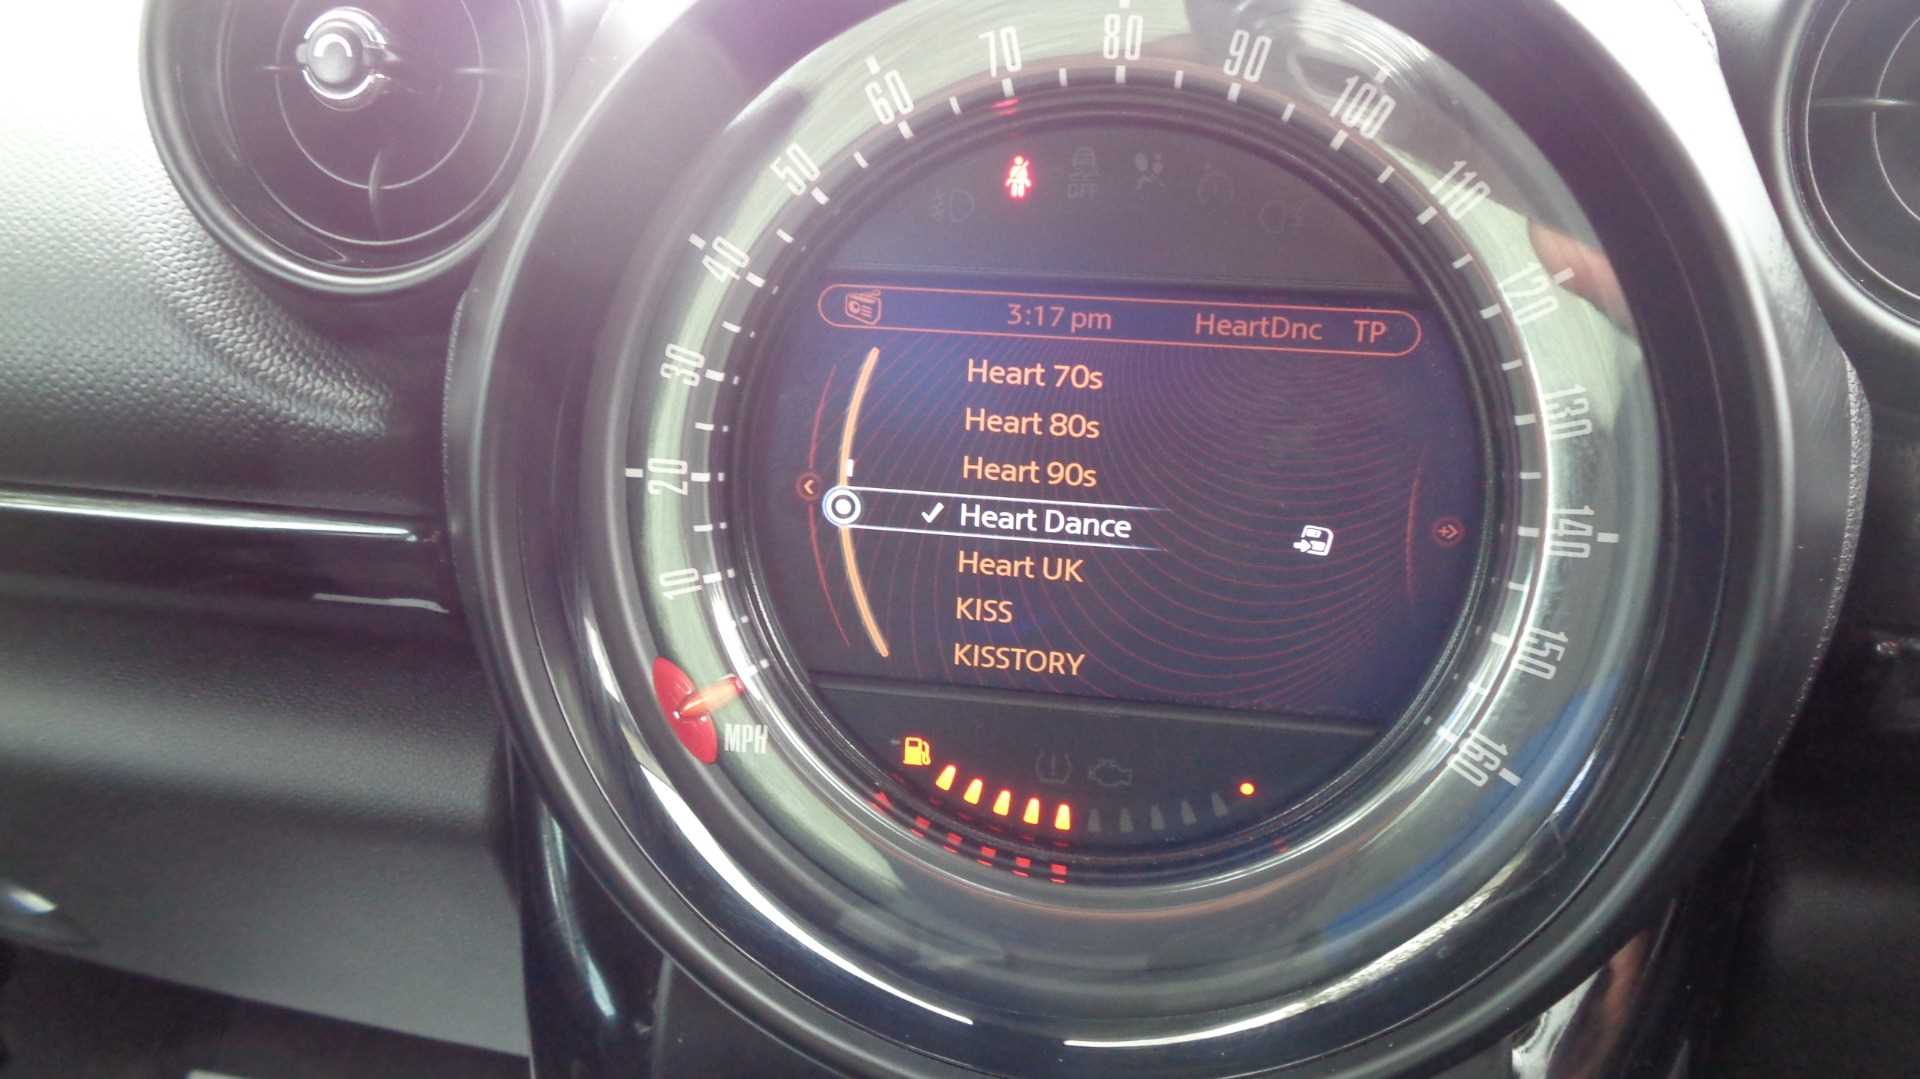 10
20
30
40
50
60
70
80
90
100
110
120
130
140
150
160
MPH
OFF
3:17 pm HeartDnc TP
Heart 70s
Heart 80s
Heart 90s
✓ Heart Dance
Heart UK
KISS
KISSTORY